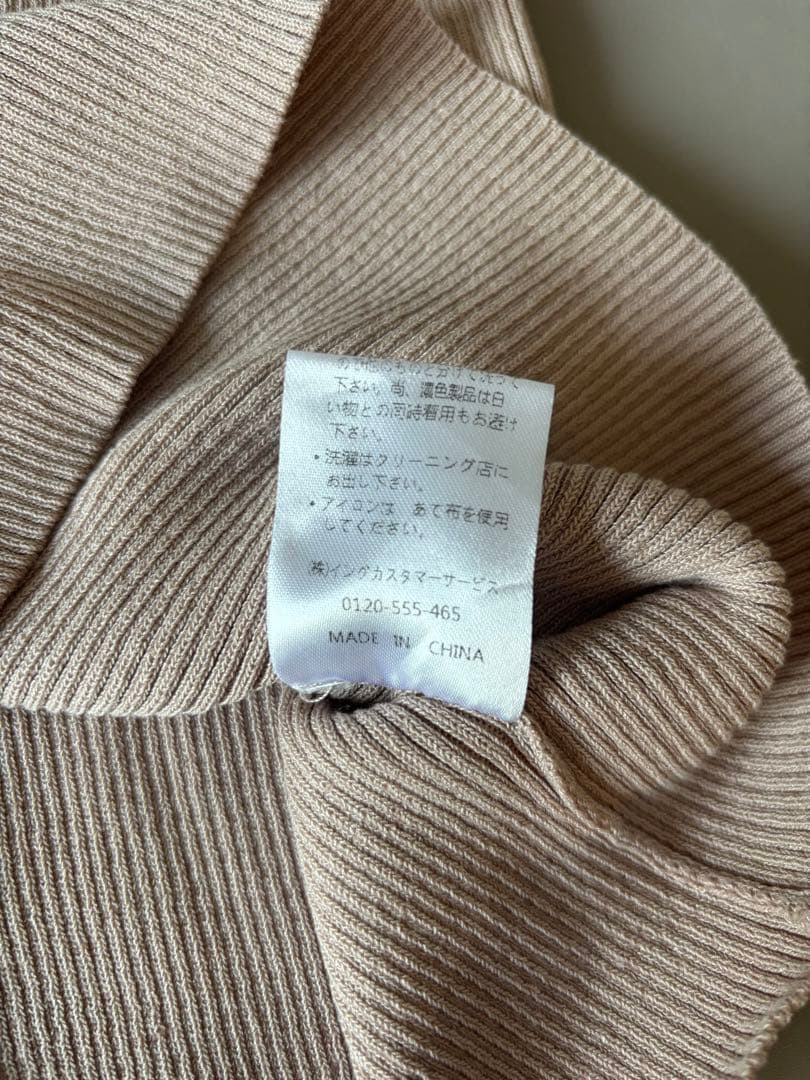 下さい。尚、濃色製品は白
い物との同時着用もお避け
下さい。
・洗濯はクリーニング店に
お出し下さい。
・アイロンは あて布を使用
してください。
㈱イングカスタマーサービス
0120-555-465
MADE IN CHINA